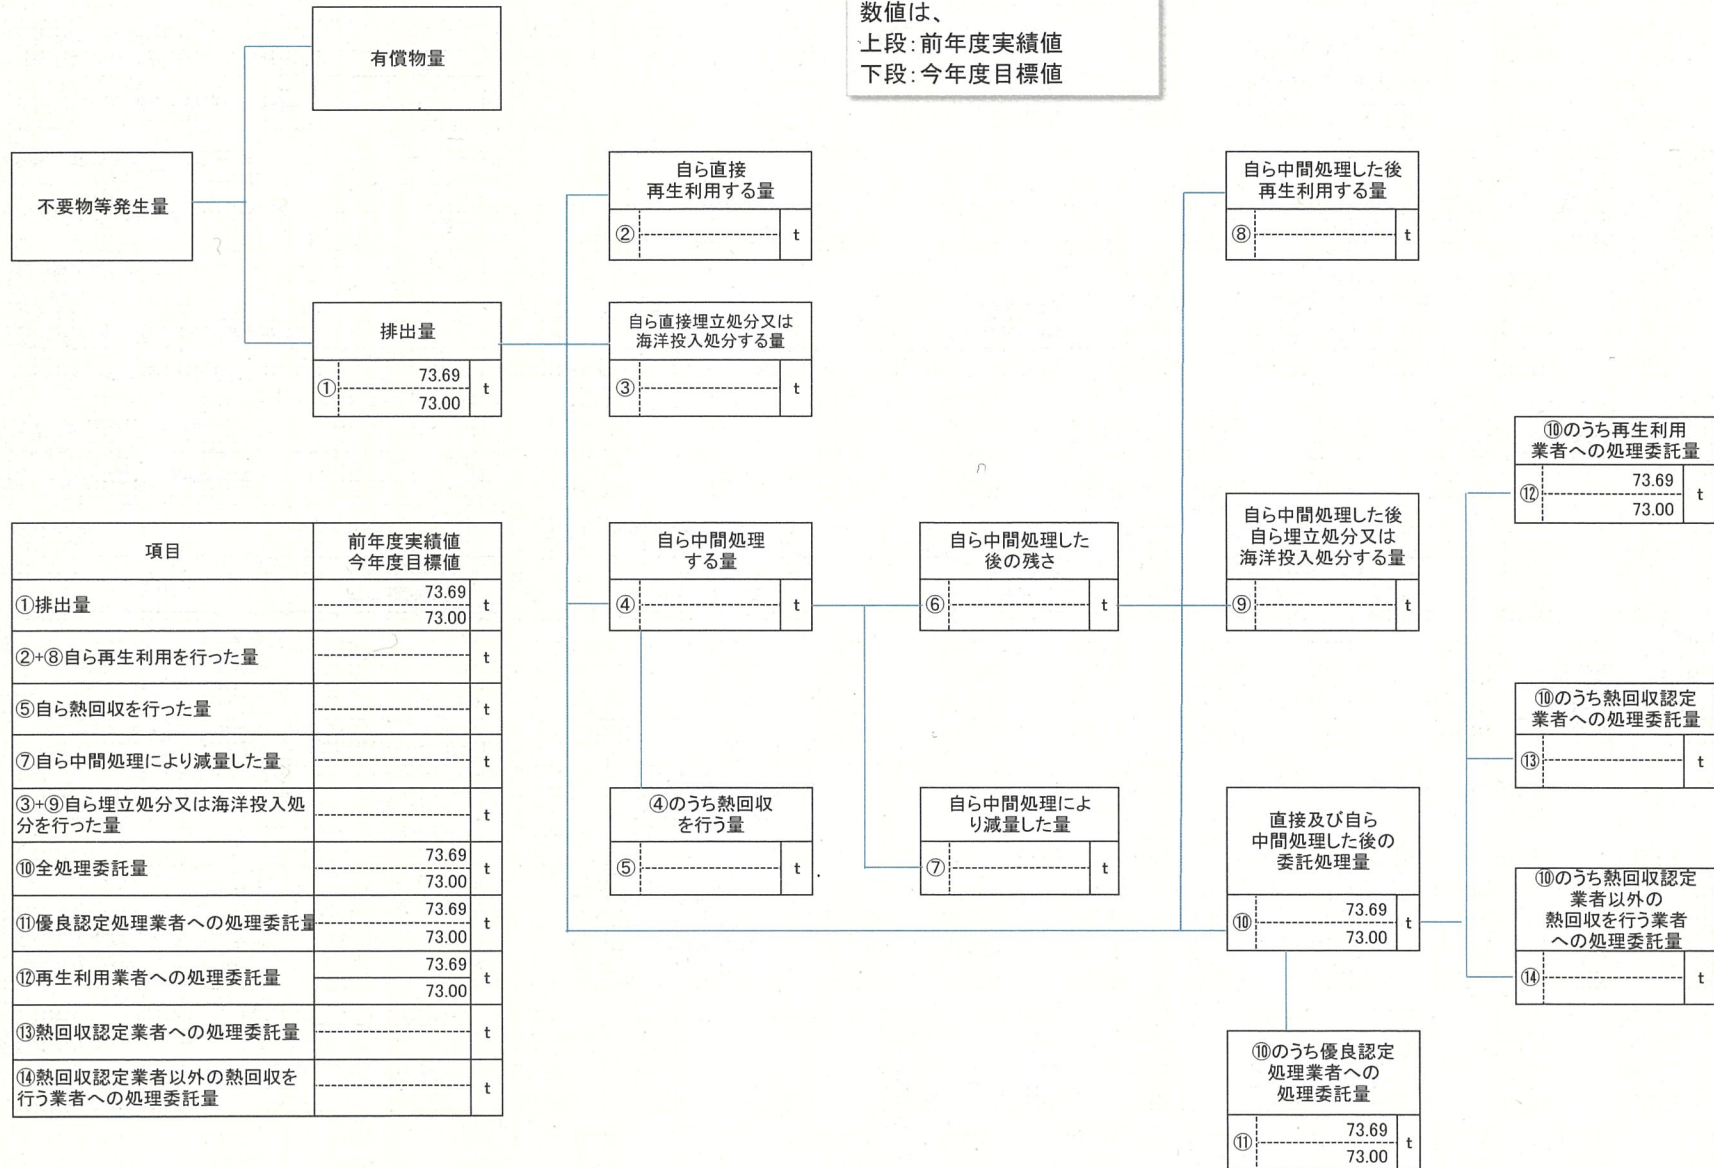 数値は、
上段:前年度実績値
下段:今年度目標値
有償物量
不要物等発生量
排出量
①
73.69
73.00
t
自ら直接
再生利用する量
②
t
自ら直接埋立処分又は
海洋投入処分する量
③
t
自ら中間処理
する量
④
t
④のうち熱回収
を行う量
⑤
t
自ら中間処理した
後の残さ
⑥
t
自ら中間処理によ
り減量した量
⑦
t
自ら中間処理した後
再生利用する量
⑧
t
自ら中間処理した後
自ら埋立処分又は
海洋投入処分する量
⑨
t
直接及び自ら
中間処理した後の
委託処理量
⑩
73.69
73.00
t
⑩のうち優良認定
処理業者への
処理委託量
⑪
73.69
73.00
t
⑩のうち再生利用
業者への処理委託量
⑫
73.69
73.00
t
⑩のうち熱回収認定
業者への処理委託量
⑬
t
⑩のうち熱回収認定
業者以外の
熱回収を行う業者
への処理委託量
⑭
t
項目
前年度実績値
今年度目標値
①排出量
73.69
73.00
t
②+⑧自ら再生利用を行った量
t
⑤自ら熱回収を行った量
t
⑦自ら中間処理により減量した量
t
③+⑨自ら埋立処分又は海洋投入処
分を行った量
t
⑩全処理委託量
73.69
73.00
t
⑪優良認定処理業者への処理委託量
73.69
73.00
t
⑫再生利用業者への処理委託量
73.69
73.00
t
⑬熱回収認定業者への処理委託量
t
⑭熱回収認定業者以外の熱回収を
行う業者への処理委託量
t